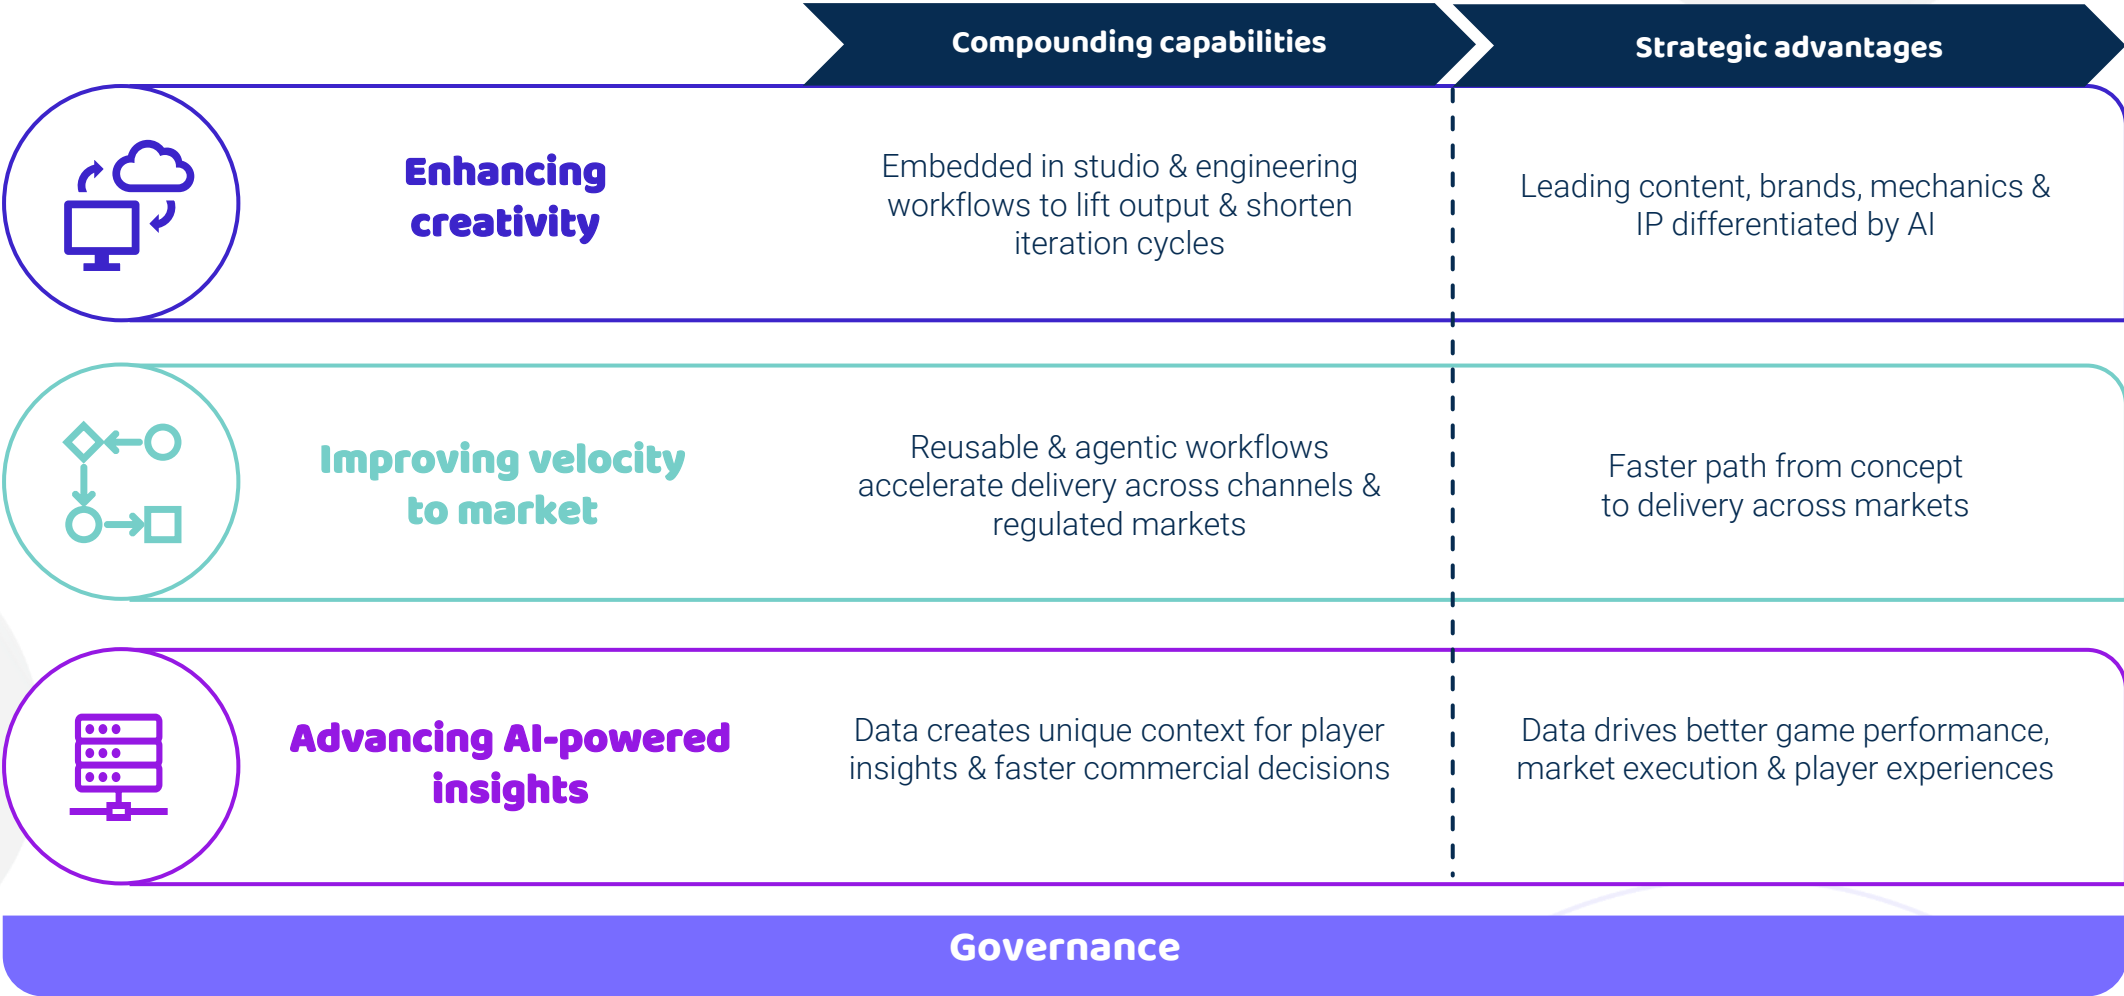 Compounding capabilities
Strategic advantages
Enhancing
creativity
Embedded in studio & engineering
workflows to lift output & shorten
iteration cycles
Leading content, brands, mechanics &
IP differentiated by AI
Improving velocity
to market
Reusable & agentic workflows
accelerate delivery across channels &
regulated markets
Faster path from concept
to delivery across markets
Advancing AI-powered
insights
Data creates unique context for player
insights & faster commercial decisions
Data drives better game performance,
market execution & player experiences
Governance